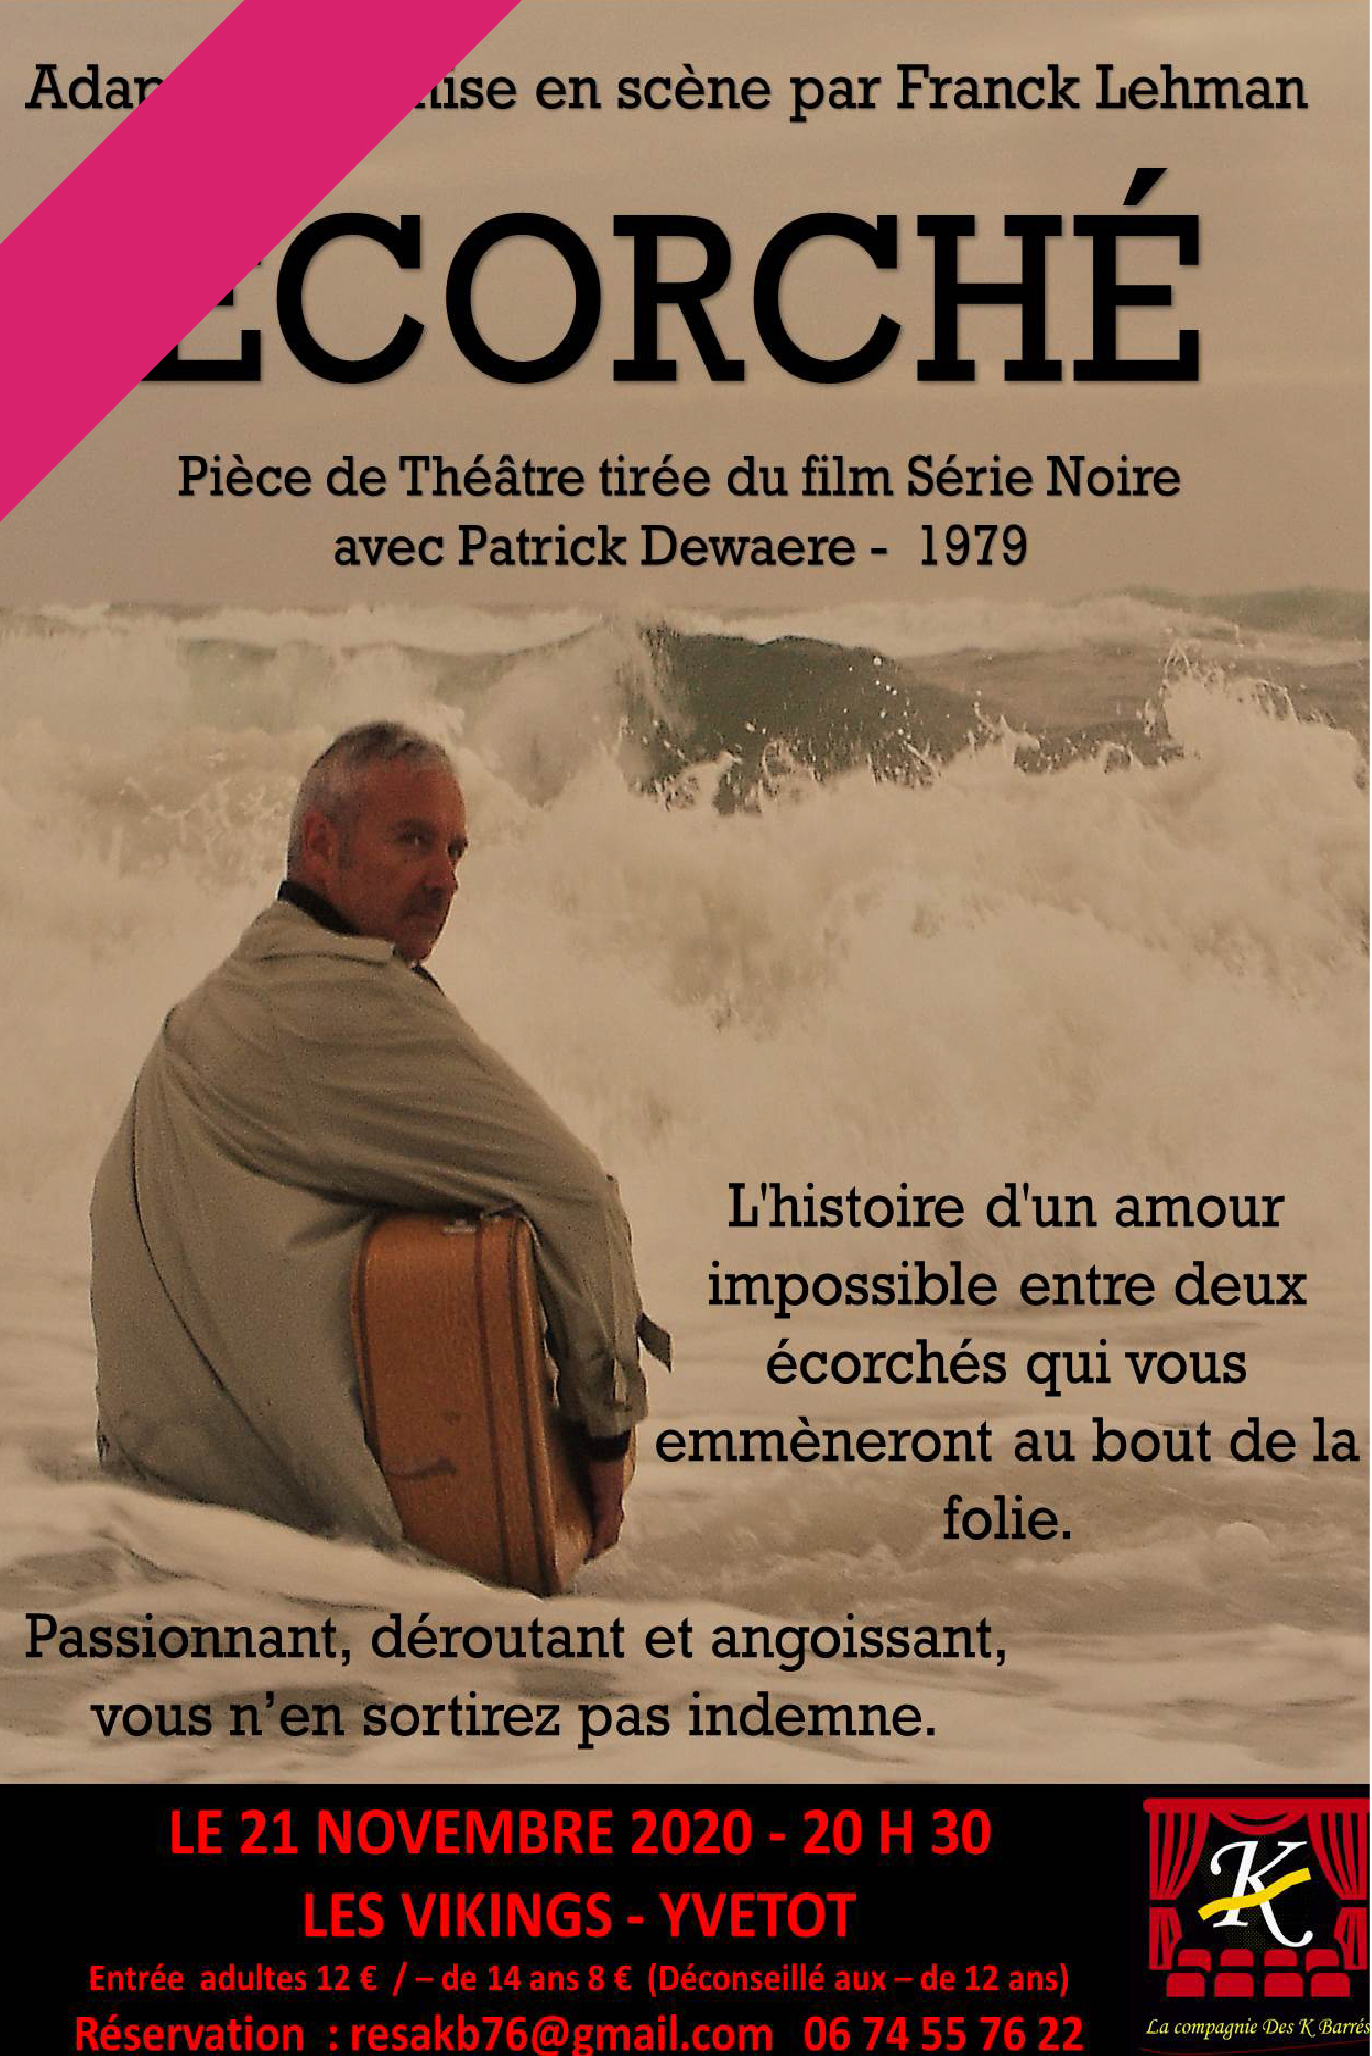 mise en scène par Franck Lehman
ECORCHÉ
Pièce de Théâtre tirée du film Série Noire
avec Patrick Dewaere - 1979
L'histoire d'un amour
impossible entre deux
écorchés qui vous
emmèneront au bout de la
folie.
Passionnant, déroutant et angoissant,
vous n’en sortirez pas indemne.
LE 21 NOVEMBRE 2020 - 20 H 30
LES VIKINGS - YVETOT
Entrée adultes 12 € / – de 14 ans 8 € (Déconseillé aux – de 12 ans)
Réservation : resakb76@gmail.com 06 74 55 76 22
K
La compagnie Des K Barrés